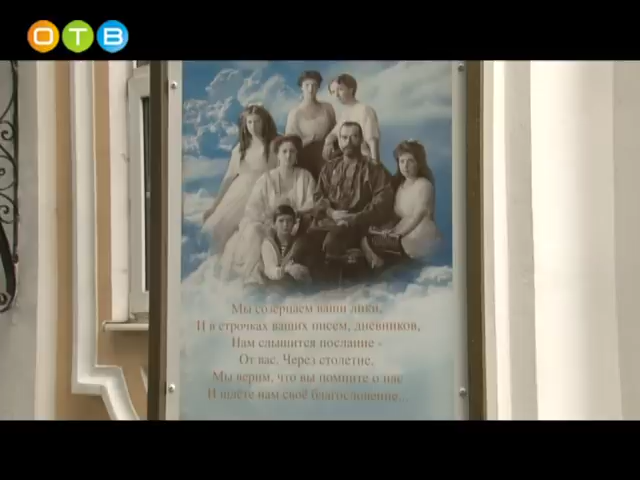 ОТВ
Мы созерцаем ваши лики,
И в строчках ваших писем, дневников,
Нам слышится послание -
От вас. Через столетие.
Мы верим, что вы помните о нас
И шлёте нам своё благословение...